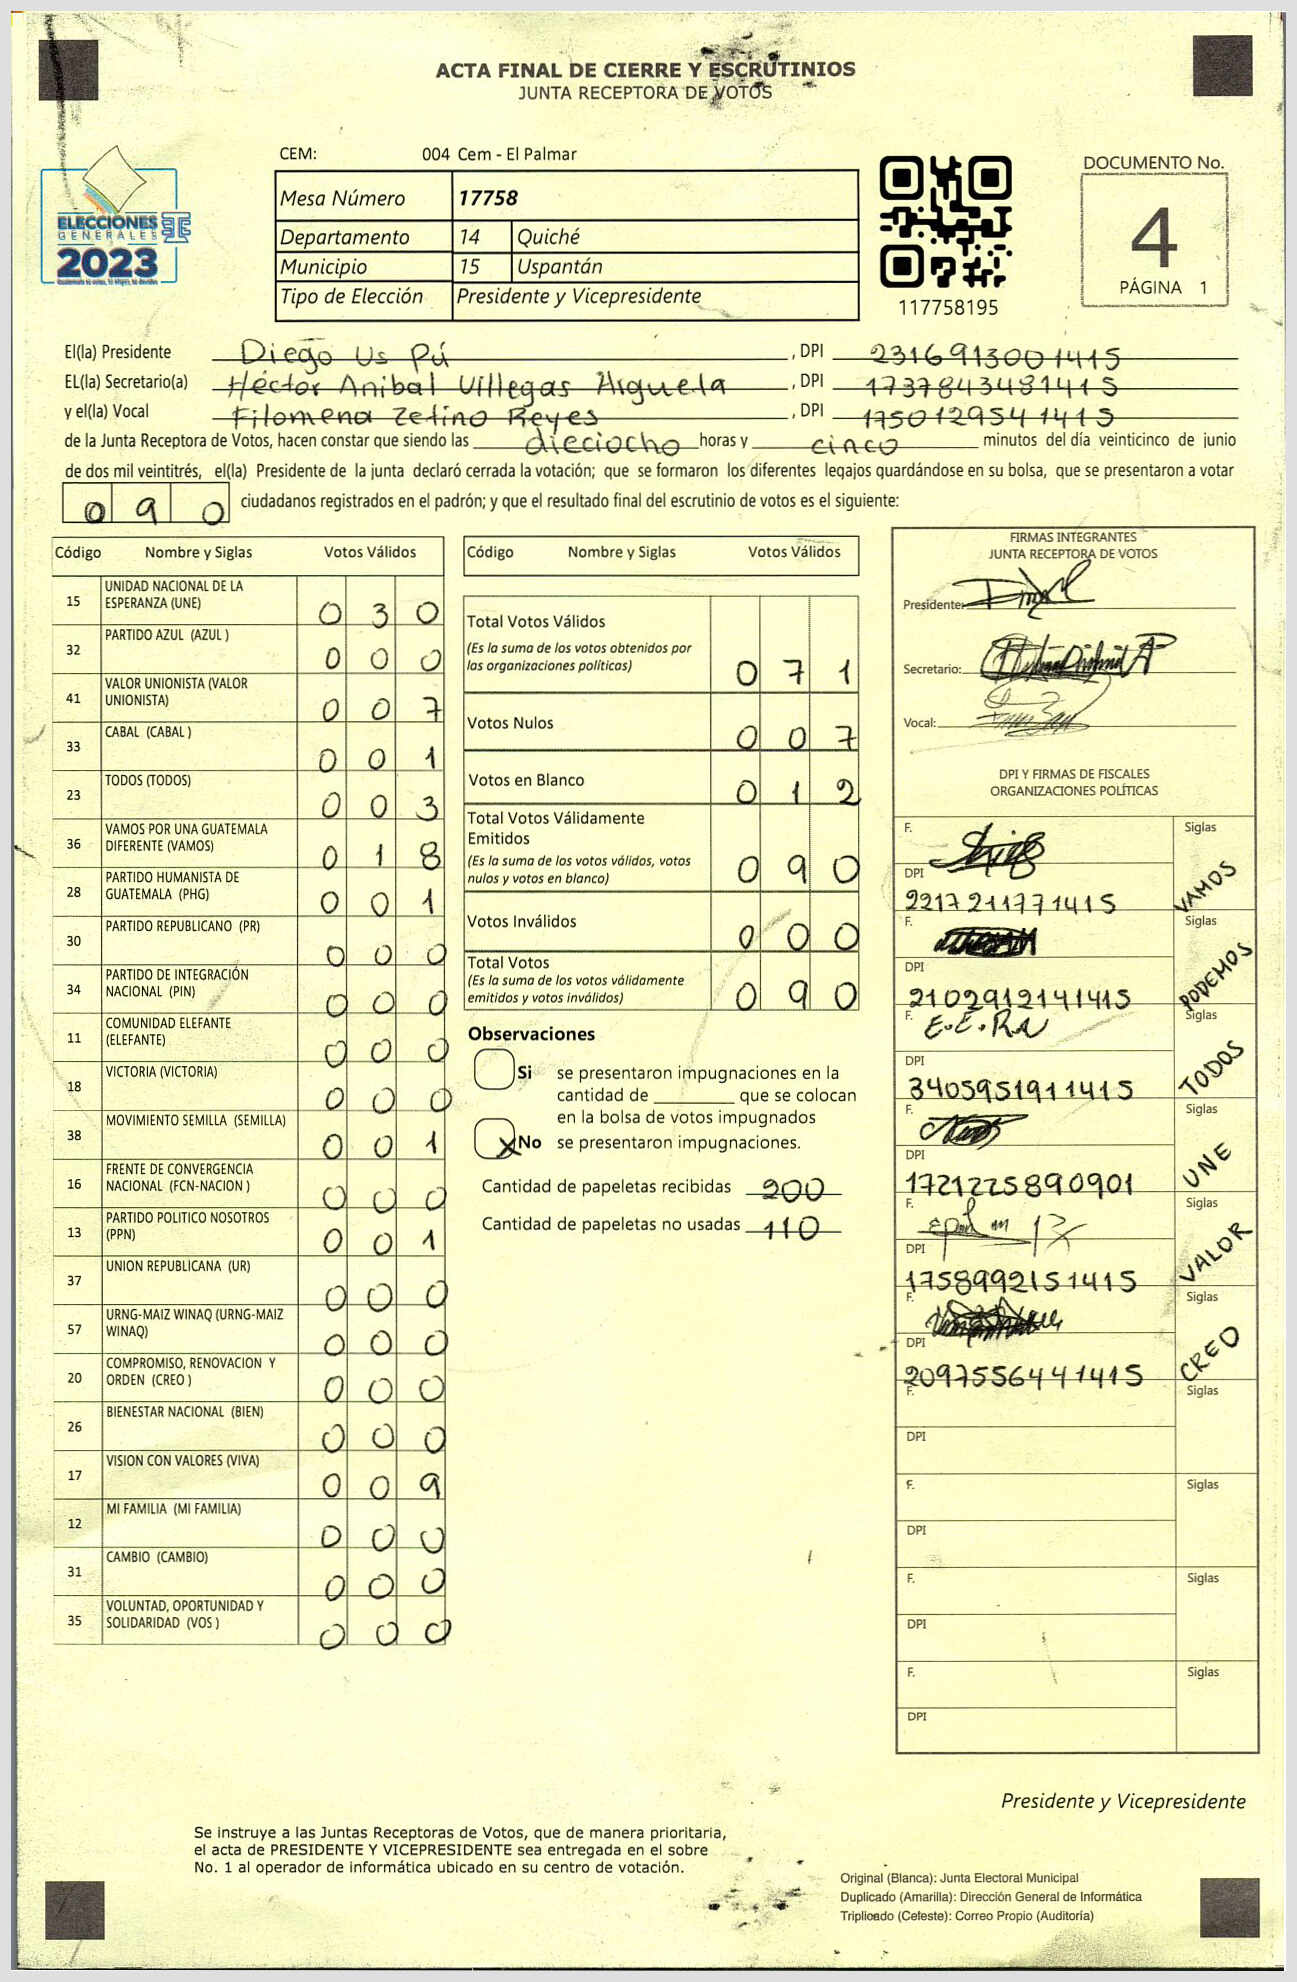 ACTA FINAL DE CIERRE Y ESCRUTINIOS
JUNTA RECEPTORA DE VOTOS
ELECCIONES
GENERALES
2023
CEM: 004 Cem - El Palmar
Mesa Número 17758
Departamento 14 Quiché
Municipio 15 Uspantán
Tipo de Elección Presidente y Vicepresidente
117758195
DOCUMENTO No.
4
PÁGINA 1
El(la) Presidente Diego Us Pú , DPI 2316913001415
EL(la) Secretario(a) Héctor Anibal Villegas Argueta , DPI 1737843481415
y el(la) Vocal Filomena Zetino Reyes , DPI 1750129541415
de la Junta Receptora de Votos, hacen constar que siendo las dieciocho horas y cinco minutos del día veinticinco de junio
de dos mil veintitrés, el(la) Presidente de la junta declaró cerrada la votación; que se formaron los diferentes legajos quardándose en su bolsa, que se presentaron a votar
090 ciudadanos registrados en el padrón; y que el resultado final del escrutinio de votos es el siguiente:
Código Nombre y Siglas Votos Válidos
15 UNIDAD NACIONAL DE LA
ESPERANZA (UNE) 0 3 0
32 PARTIDO AZUL (AZUL ) 0 0 0
41 VALOR UNIONISTA (VALOR
UNIONISTA) 0 0 7
33 CABAL (CABAL ) 0 0 1
23 TODOS (TODOS) 0 0 3
36 VAMOS POR UNA GUATEMALA
DIFERENTE (VAMOS) 0 1 8
28 PARTIDO HUMANISTA DE
GUATEMALA (PHG) 0 0 1
30 PARTIDO REPUBLICANO (PR) 0 0 0
34 PARTIDO DE INTEGRACIÓN
NACIONAL (PIN) 0 0 0
11 COMUNIDAD ELEFANTE
(ELEFANTE) 0 0 0
18 VICTORIA (VICTORIA) 0 0 0
38 MOVIMIENTO SEMILLA (SEMILLA) 0 0 1
16 FRENTE DE CONVERGENCIA
NACIONAL (FCN-NACION ) 0 0 0
13 PARTIDO POLITICO NOSOTROS
(PPN) 0 0 1
37 UNION REPUBLICANA (UR) 0 0 0
57 URNG-MAIZ WINAQ (URNG-MAIZ
WINAQ) 0 0 0
20 COMPROMISO, RENOVACION Y
ORDEN (CREO ) 0 0 0
26 BIENESTAR NACIONAL (BIEN) 0 0 0
17 VISION CON VALORES (VIVA) 0 0 9
12 MI FAMILIA (MI FAMILIA) 0 0 0
31 CAMBIO (CAMBIO) 0 0 0
35 VOLUNTAD, OPORTUNIDAD Y
SOLIDARIDAD (VOS ) 0 0 0
Código Nombre y Siglas Votos Válidos
Total Votos Válidos
(Es la suma de los votos obtenidos por
las organizaciones políticas) 0 7 1
Votos Nulos 0 0 7
Votos en Blanco 0 1 2
Total Votos Válidamente
Emitidos
(Es la suma de los votos válidos, votos
nulos y votos en blanco) 0 9 0
Votos Inválidos 0 0 0
Total Votos
(Es la suma de los votos válidamente
emitidos y votos inválidos) 0 9 0
Observaciones
Si se presentaron impugnaciones en la
cantidad de ________ que se colocan
en la bolsa de votos impugnados
X No se presentaron impugnaciones.
Cantidad de papeletas recibidas 200
Cantidad de papeletas no usadas 110
FIRMAS INTEGRANTES
JUNTA RECEPTORA DE VOTOS
Presidente:
Secretario:
Vocal:
DPI Y FIRMAS DE FISCALES
ORGANIZACIONES POLÍTICAS
F. Siglas
DPI VAMOS
2217211771415
F. Siglas
DPI PODEMOS
2102912141415
F. E.E.R.N Siglas
DPI TODOS
3405951911415
F. Siglas
DPI UNE
1721225890901
F. Siglas
DPI VALOR
1758992151415
F. Siglas
DPI CREO
2097556441415
F. Siglas
DPI
F. Siglas
DPI
F. Siglas
DPI
F. Siglas
DPI
Presidente y Vicepresidente
Se instruye a las Juntas Receptoras de Votos, que de manera prioritaria,
el acta de PRESIDENTE Y VICEPRESIDENTE sea entregada en el sobre
No. 1 al operador de informática ubicado en su centro de votación.
Original (Blanca): Junta Electoral Municipal
Duplicado (Amarilla): Dirección General de Informática
Triplicado (Celeste): Correo Propio (Auditoría)